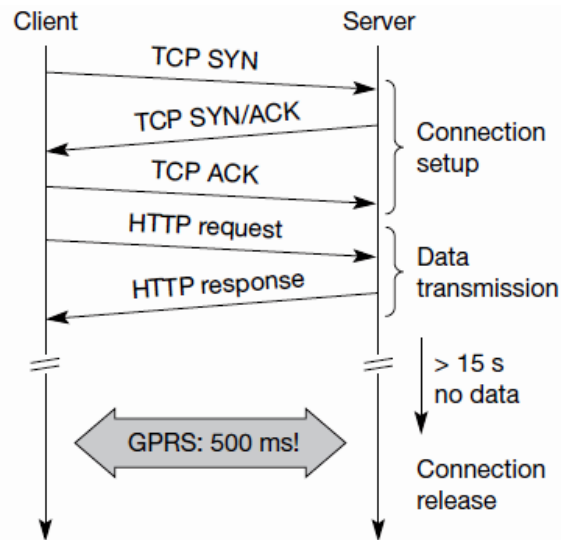 Client
Server
TCP SYN
TCP SYN/ACK
Connection
setup
TCP ACK
HTTP request
Data
transmission
HTTP response
> 15 s
no data
GPRS: 500 ms!
Connection
release